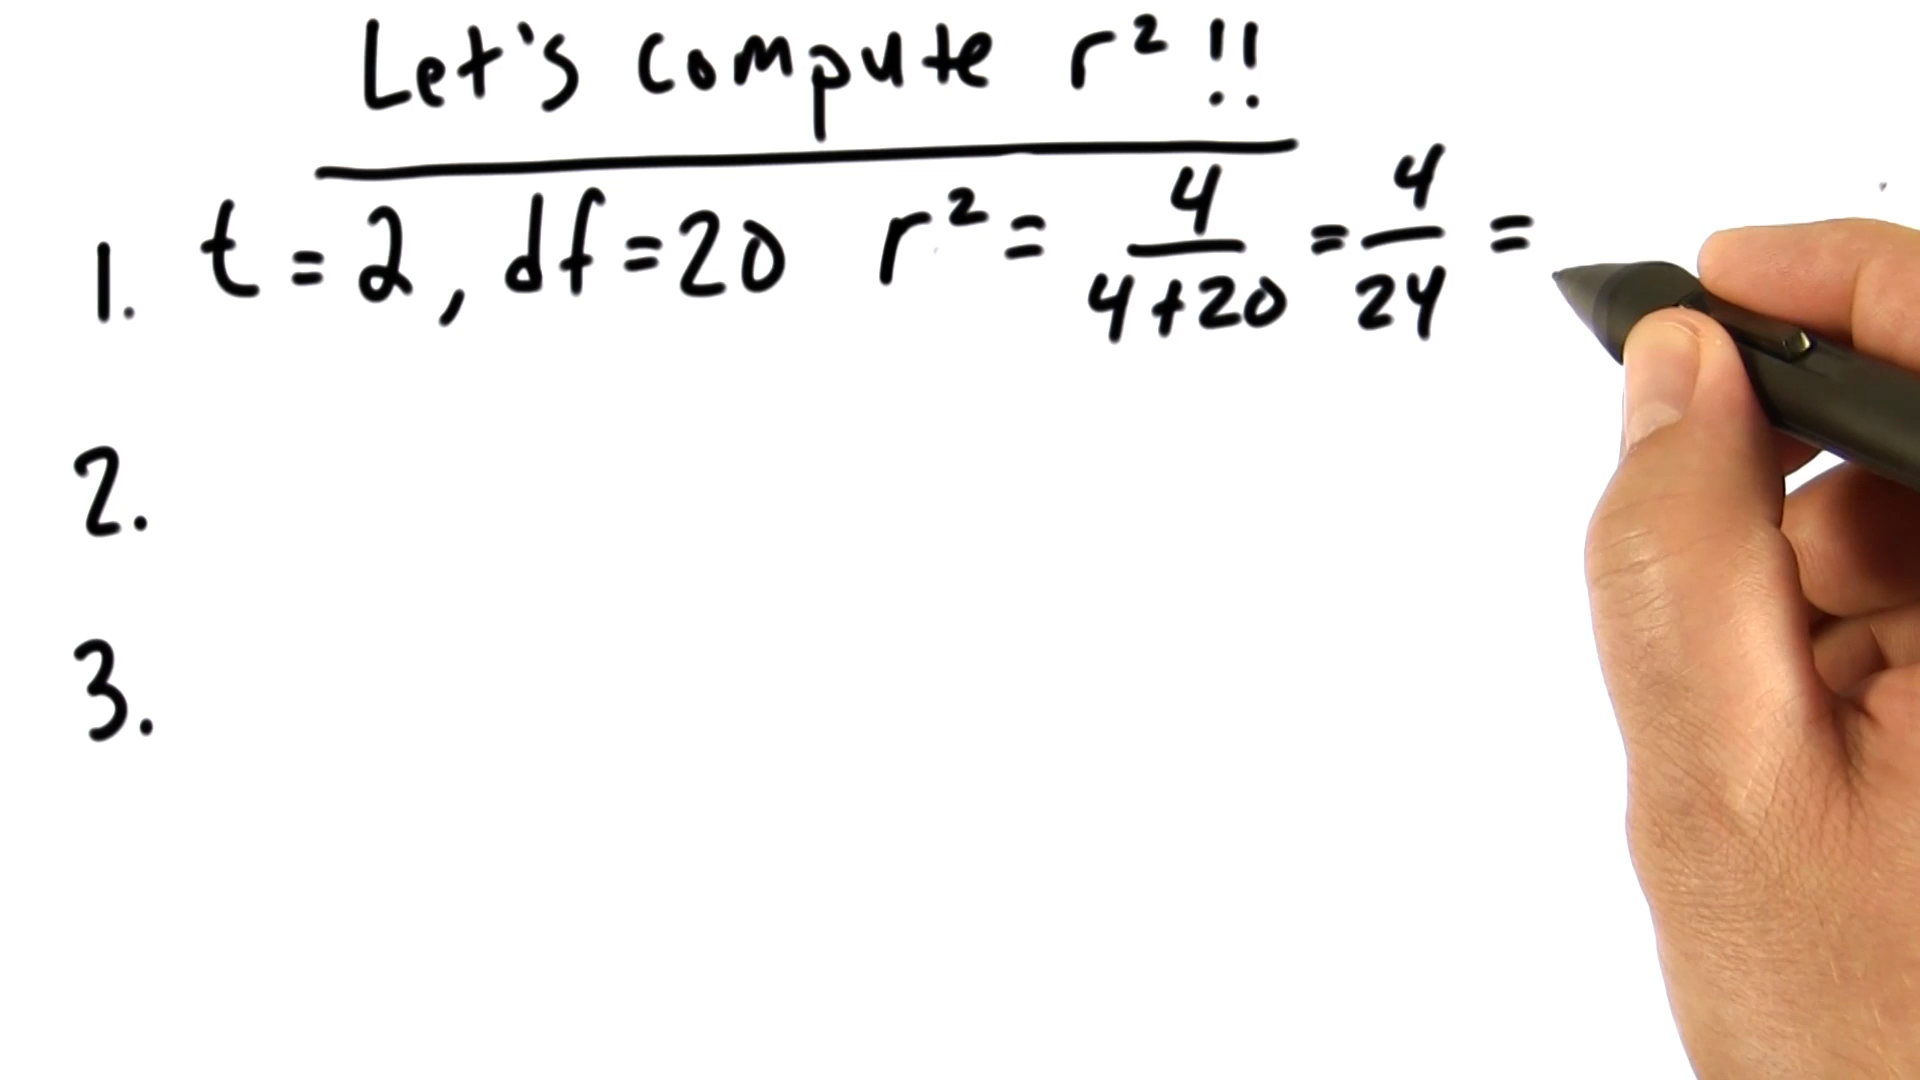 Let's compute r² !!
1. t = 2, df = 20 r² = 4/(4+20) = 4/24 =
2.
3.